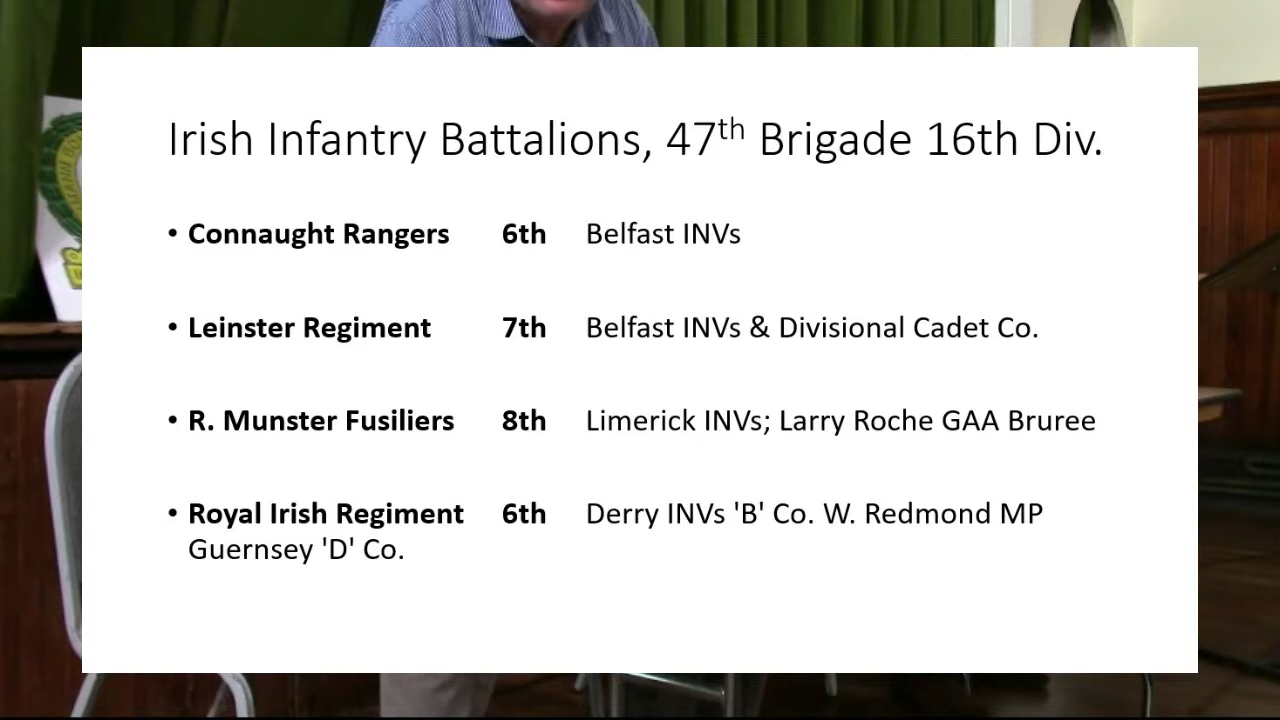 Irish Infantry Battalions, 47th Brigade 16th Div.
• Connaught Rangers 6th Belfast INVs
• Leinster Regiment 7th Belfast INVs & Divisional Cadet Co.
• R. Munster Fusiliers 8th Limerick INVs; Larry Roche GAA Bruree
• Royal Irish Regiment 6th Derry INVs 'B' Co. W. Redmond MP
Guernsey 'D' Co.